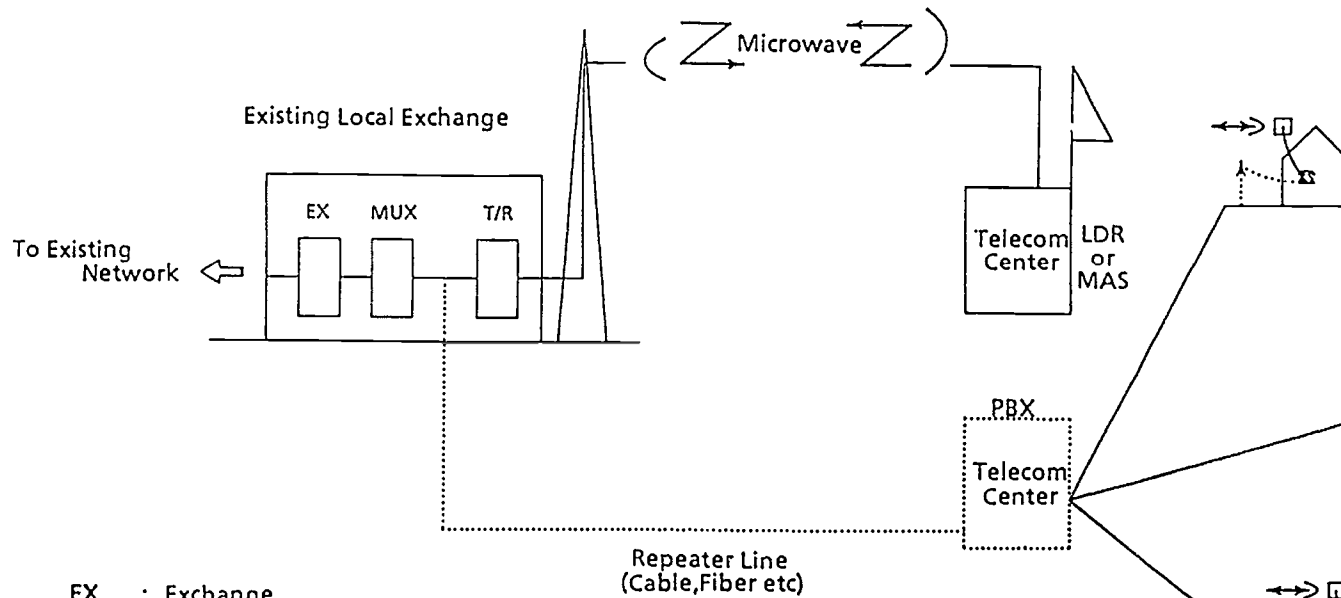 Microwave
Existing Local Exchange
EX MUX T/R
To Existing
Network
Telecom
Center
LDR
or
MAS
PBX
Telecom
Center
Repeater Line
(Cable,Fiber etc)
EX : Exchange